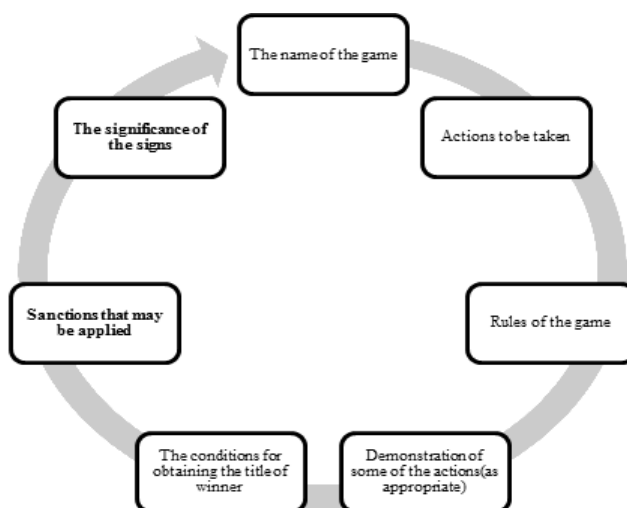 The name of the game
Actions to be taken
Rules of the game
Demonstration of
some of the actions(as
appropriate)
The conditions for
obtaining the title of
winner
Sanctions that may
be applied
The significance of
the signs